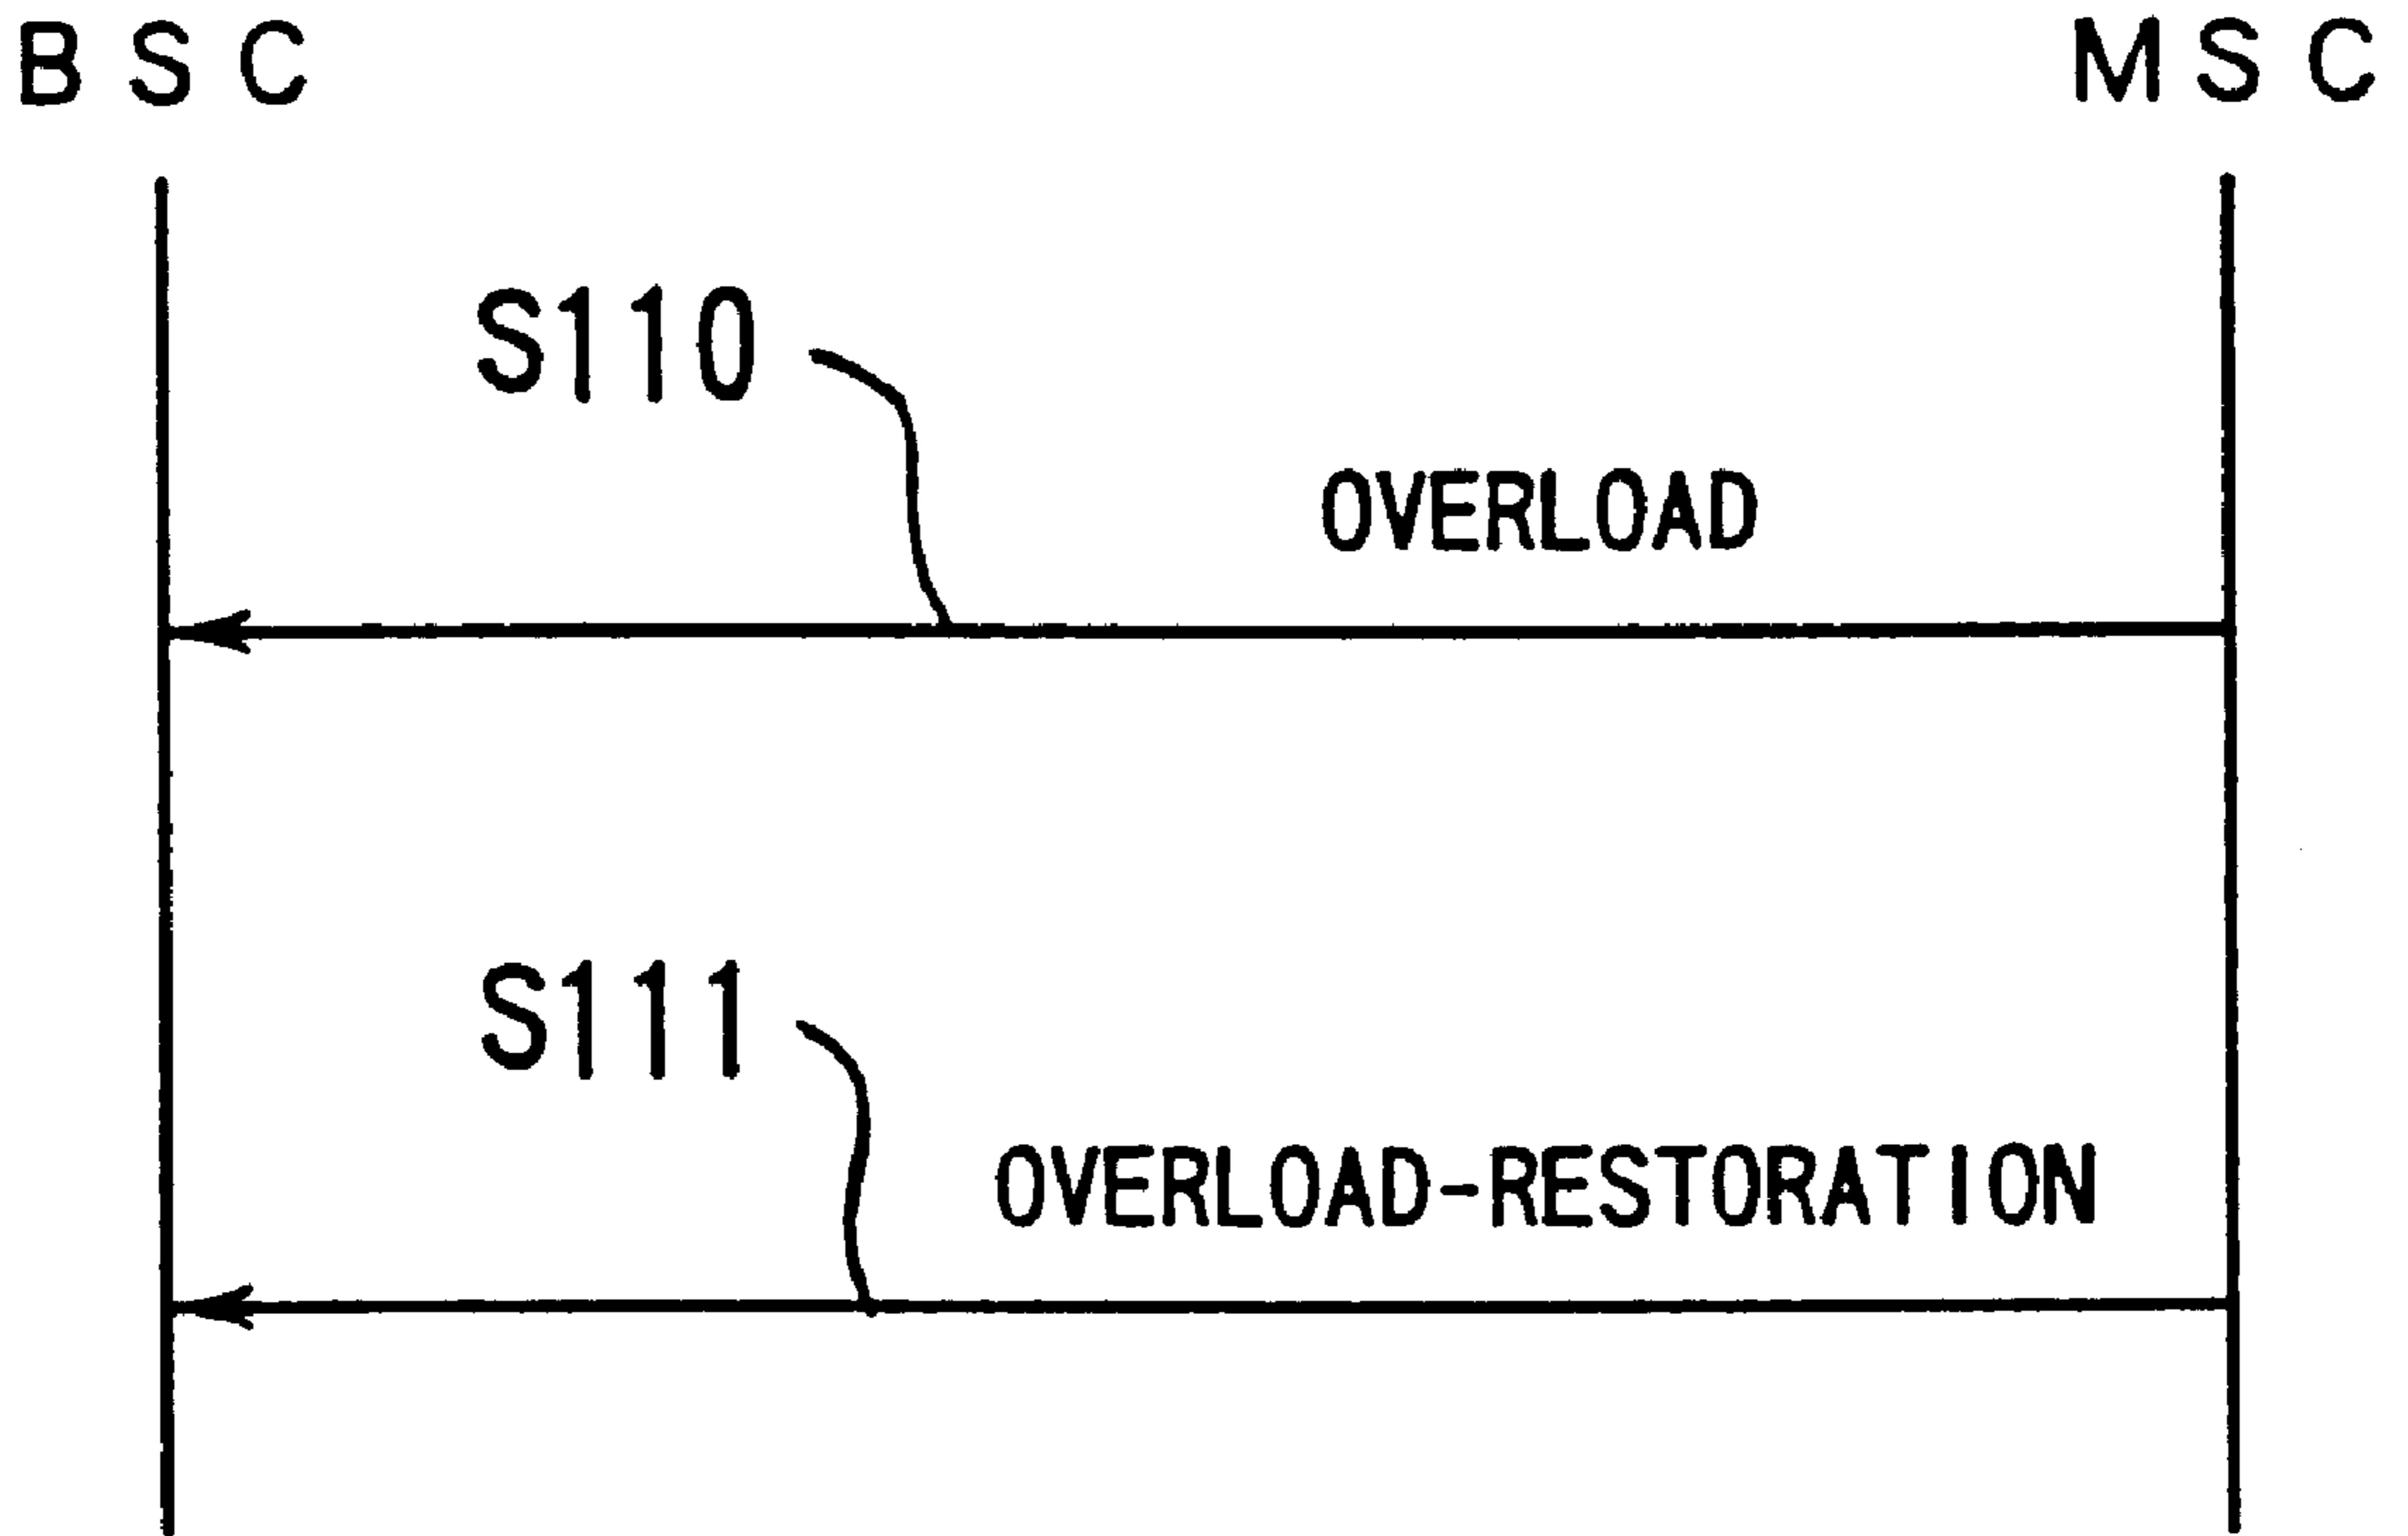 BSC MSC
S110
OVERLOAD
S111
OVERLOAD-RESTORATION